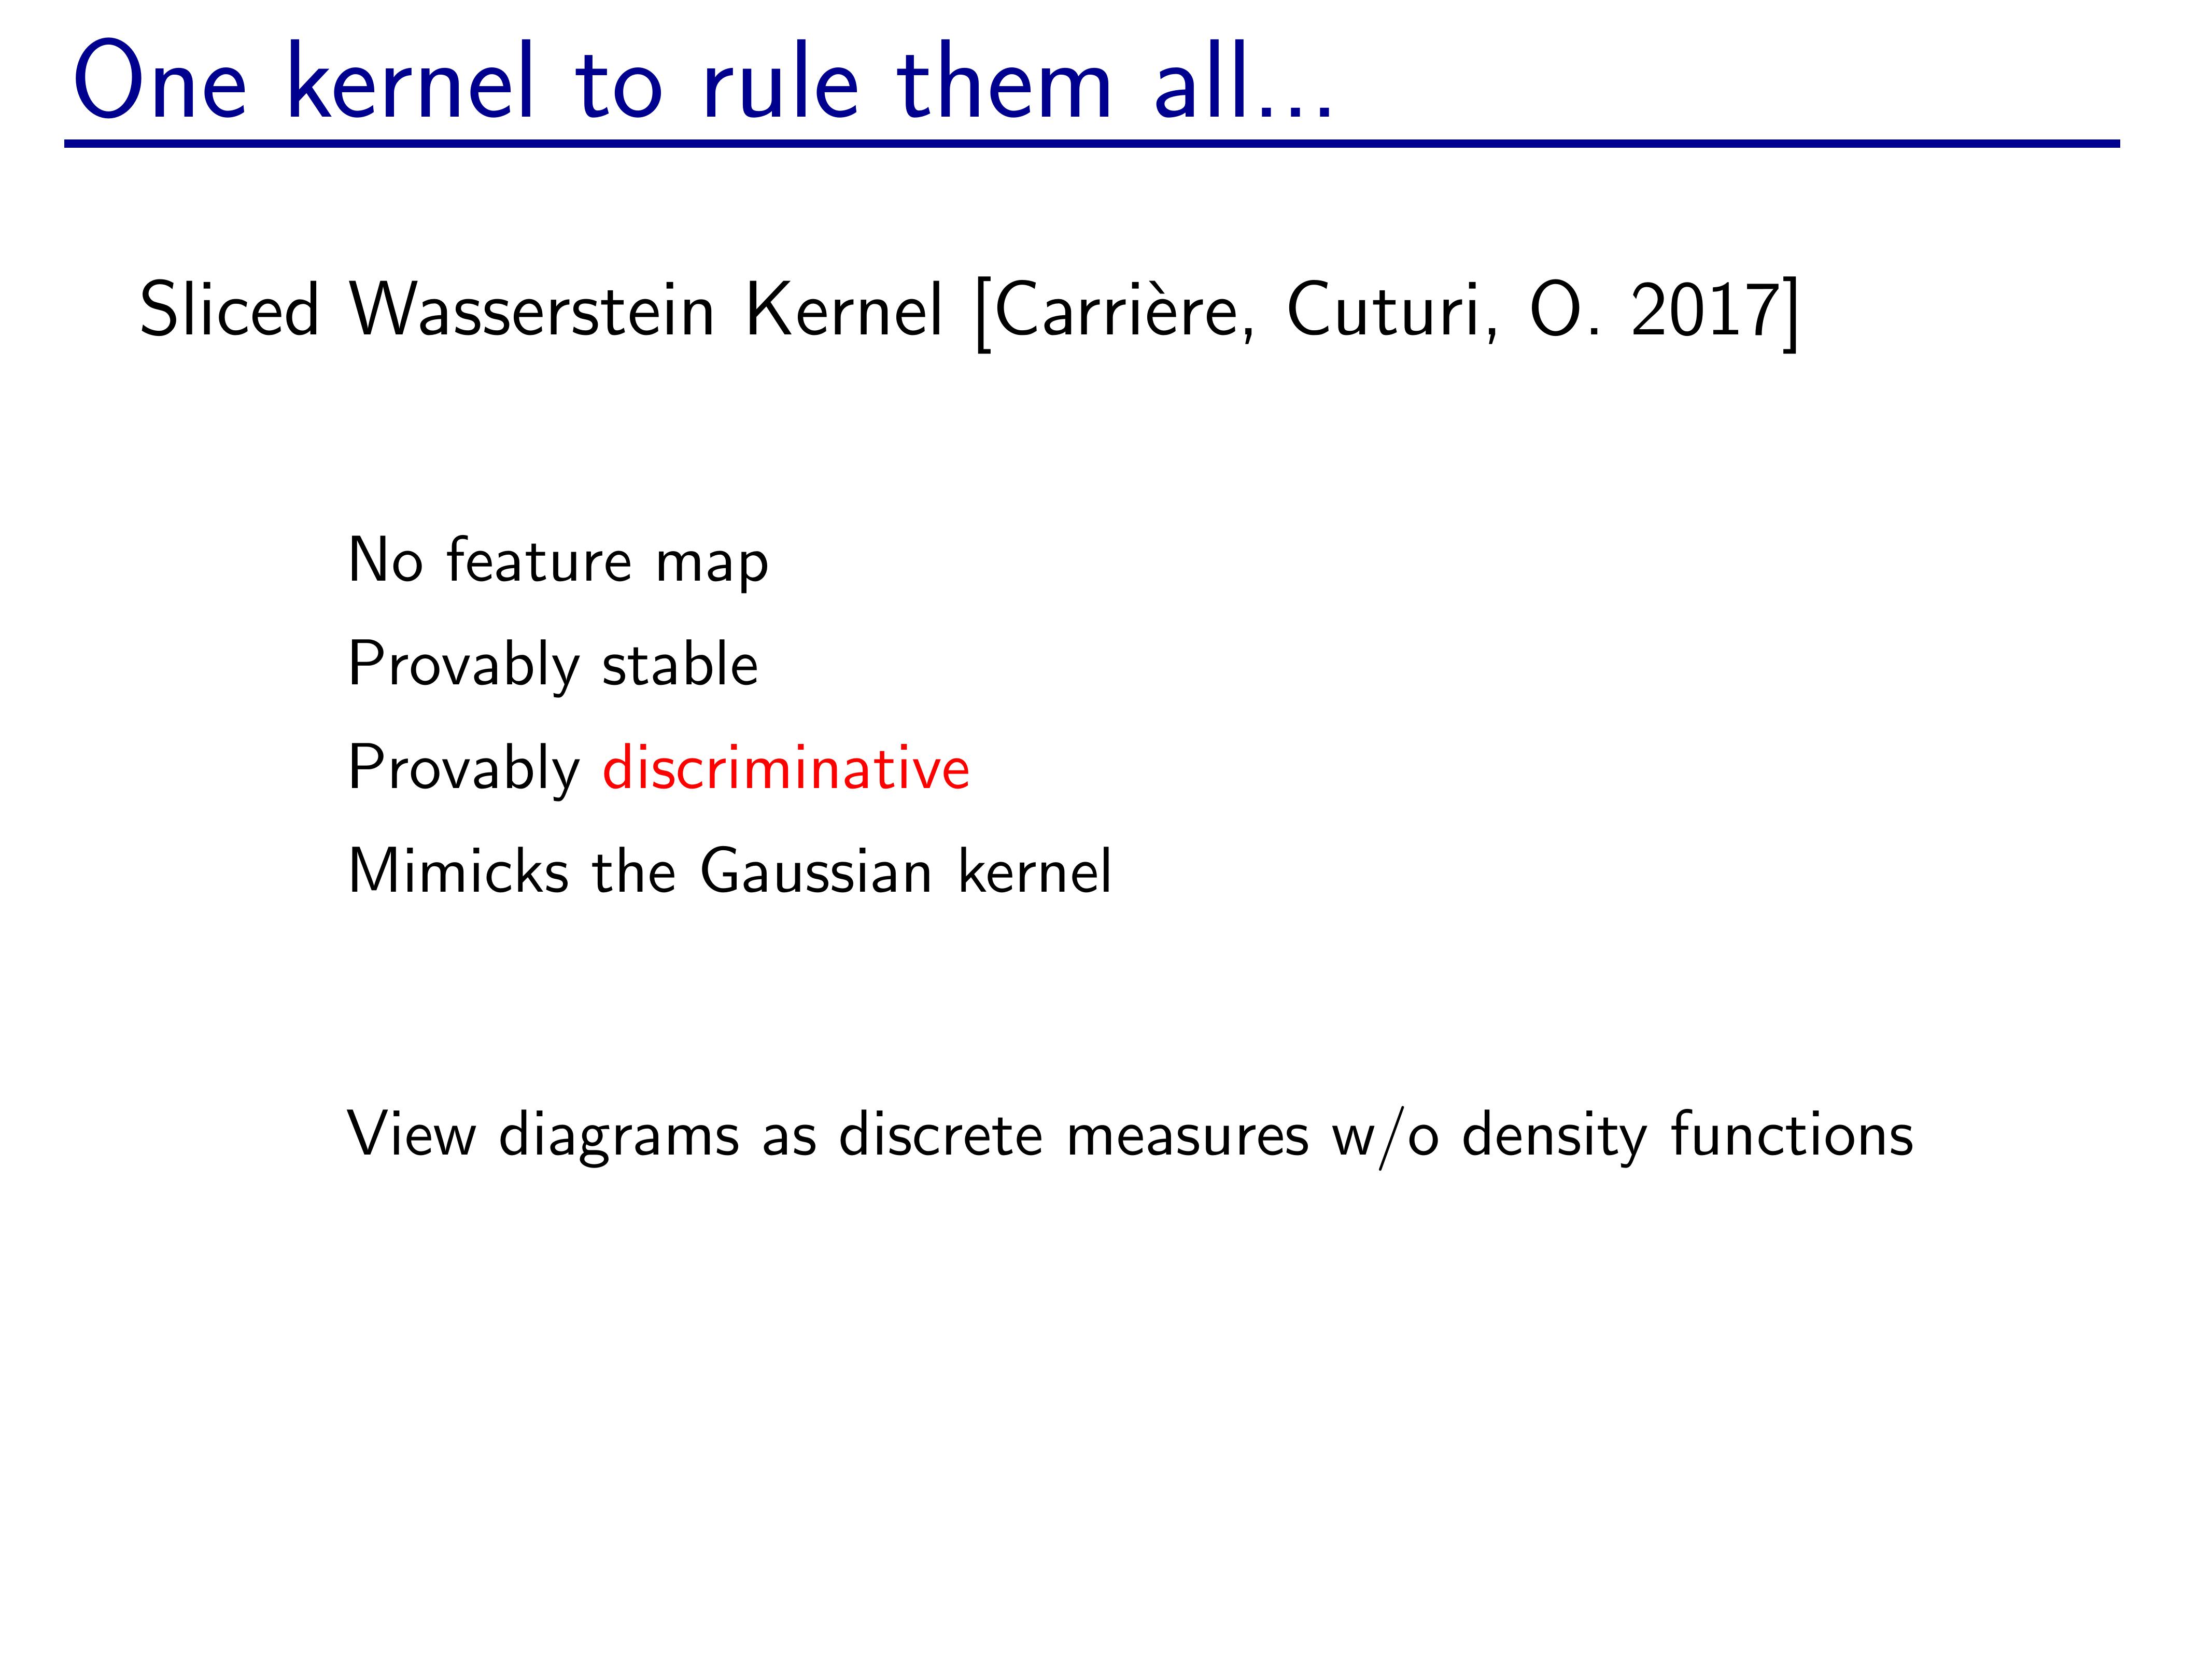 One kernel to rule them all...
Sliced Wasserstein Kernel [Carrière, Cuturi, O. 2017]
No feature map
Provably stable
Provably discriminative
Mimicks the Gaussian kernel
View diagrams as discrete measures w/o density functions